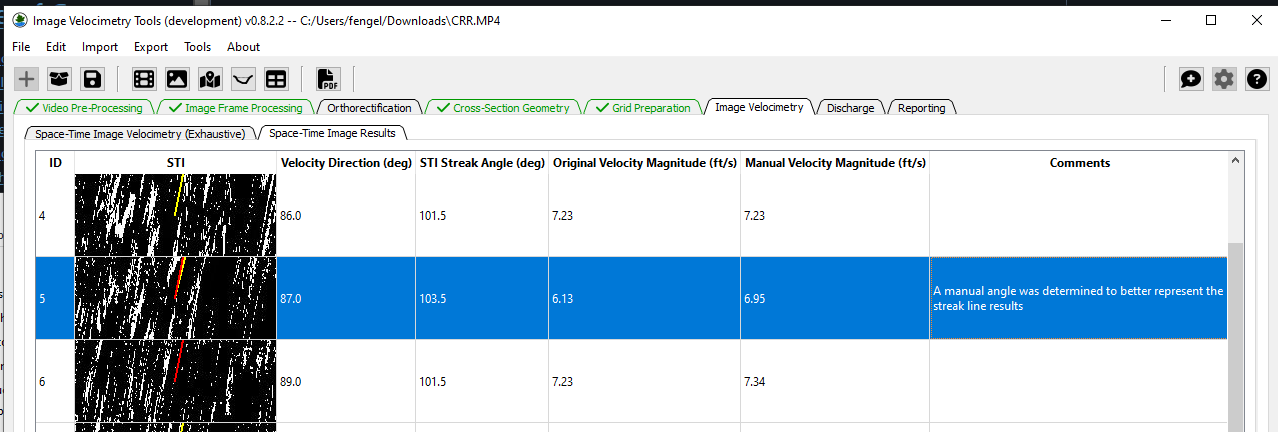 Image Velocimetry Tools (development) v0.8.2.2 -- C:/Users/fengel/Downloads\CRR.MP4
File Edit Import Export Tools About
PDF
Video Pre-Processing Image Frame Processing Orthorectification Cross-Section Geometry Grid Preparation Image Velocimetry Discharge Reporting
Space-Time Image Velocimetry (Exhaustive) Space-Time Image Results
ID STI Velocity Direction (deg) STI Streak Angle (deg) Original Velocity Magnitude (ft/s) Manual Velocity Magnitude (ft/s) Comments
4 86.0 101.5 7.23 7.23
5 87.0 103.5 6.13 6.95 A manual angle was determined to better represent the
streak line results
6 89.0 101.5 7.23 7.34